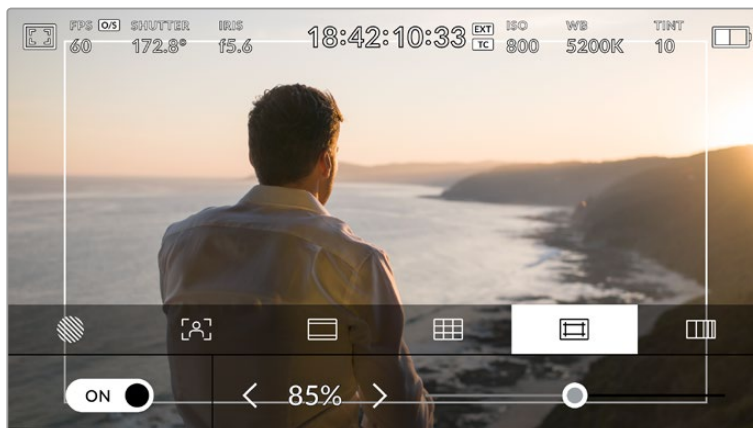 FPS O/S SHUTTER IRIS 18:42:10:33 EXT TC ISO WB TINT
60 172.8° f5.6 800 5200K 10
ON 85%